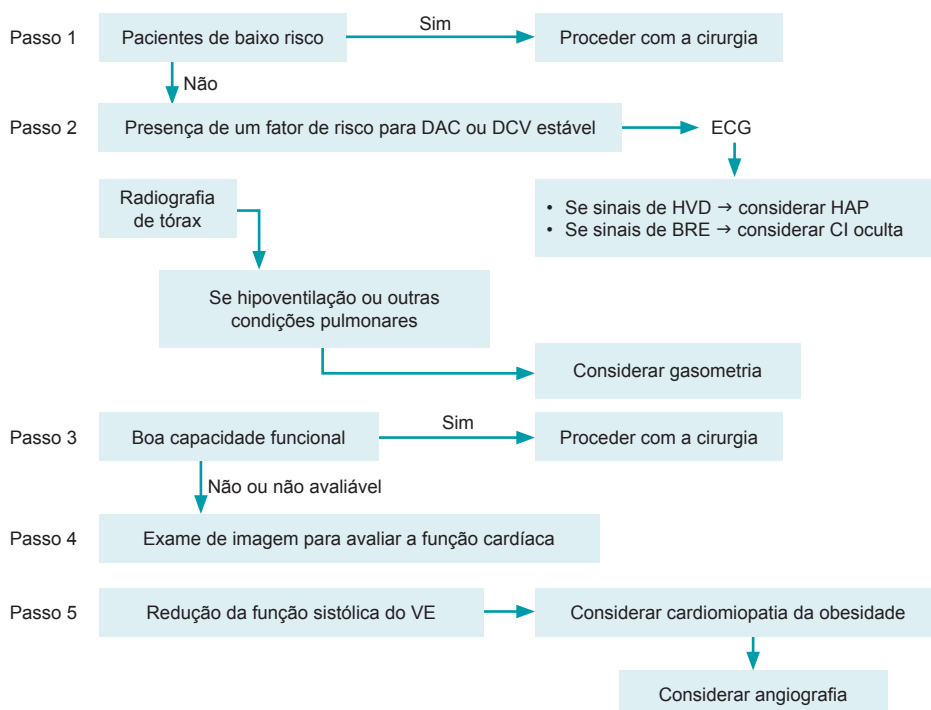 Passo 1
Pacientes de baixo risco
Sim
Proceder com a cirurgia
Não
Passo 2
Presença de um fator de risco para DAC ou DCV estável
ECG
Radiografia
de tórax
• Se sinais de HVD → considerar HAP
• Se sinais de BRE → considerar CI oculta
Se hipoventilação ou outras
condições pulmonares
Considerar gasometria
Passo 3
Boa capacidade funcional
Sim
Proceder com a cirurgia
Não ou não avaliável
Passo 4
Exame de imagem para avaliar a função cardíaca
Passo 5
Redução da função sistólica do VE
Considerar cardiomiopatia da obesidade
Considerar angiografia